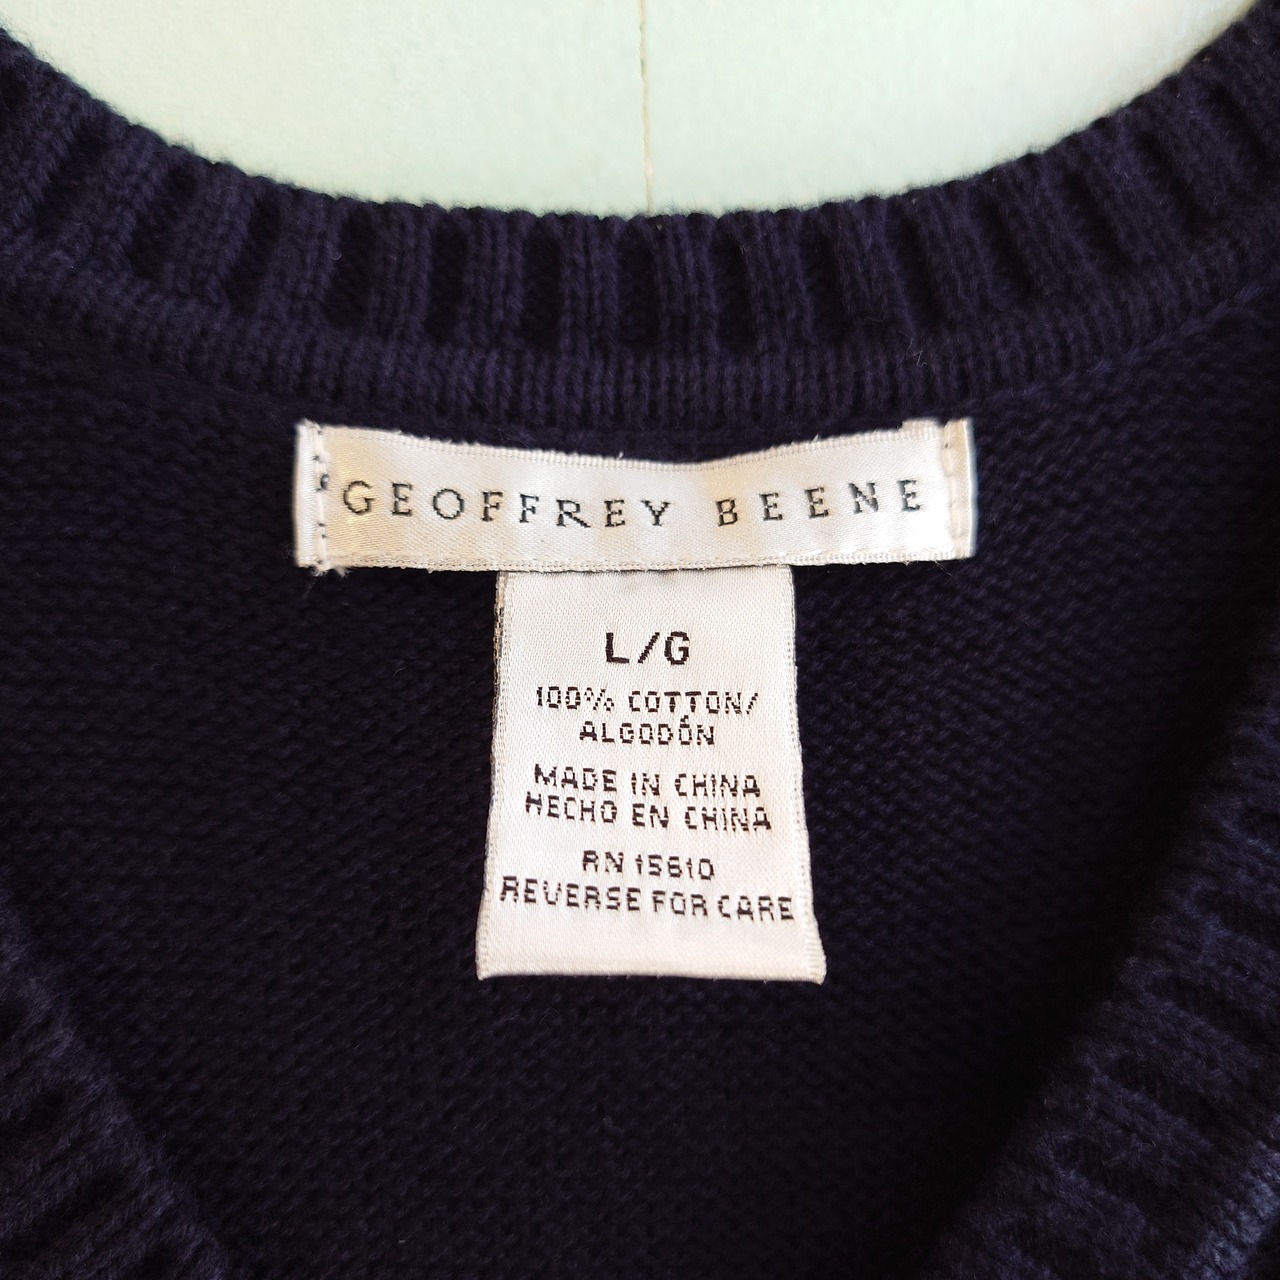 GEOFFREY BEENE
L/G
100% COTTON/
ALGODÓN
MADE IN CHINA
HECHO EN CHINA
RN 15610
REVERSE FOR CARE